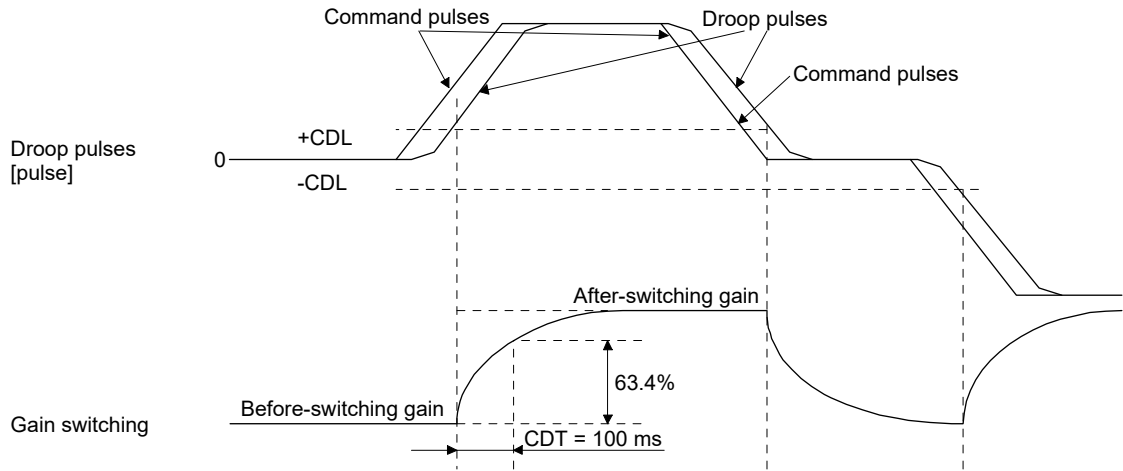 Command pulses
Droop pulses
Command pulses
+CDL
Droop pulses
[pulse]
0
-CDL
After-switching gain
63.4%
Before-switching gain
Gain switching
CDT = 100 ms